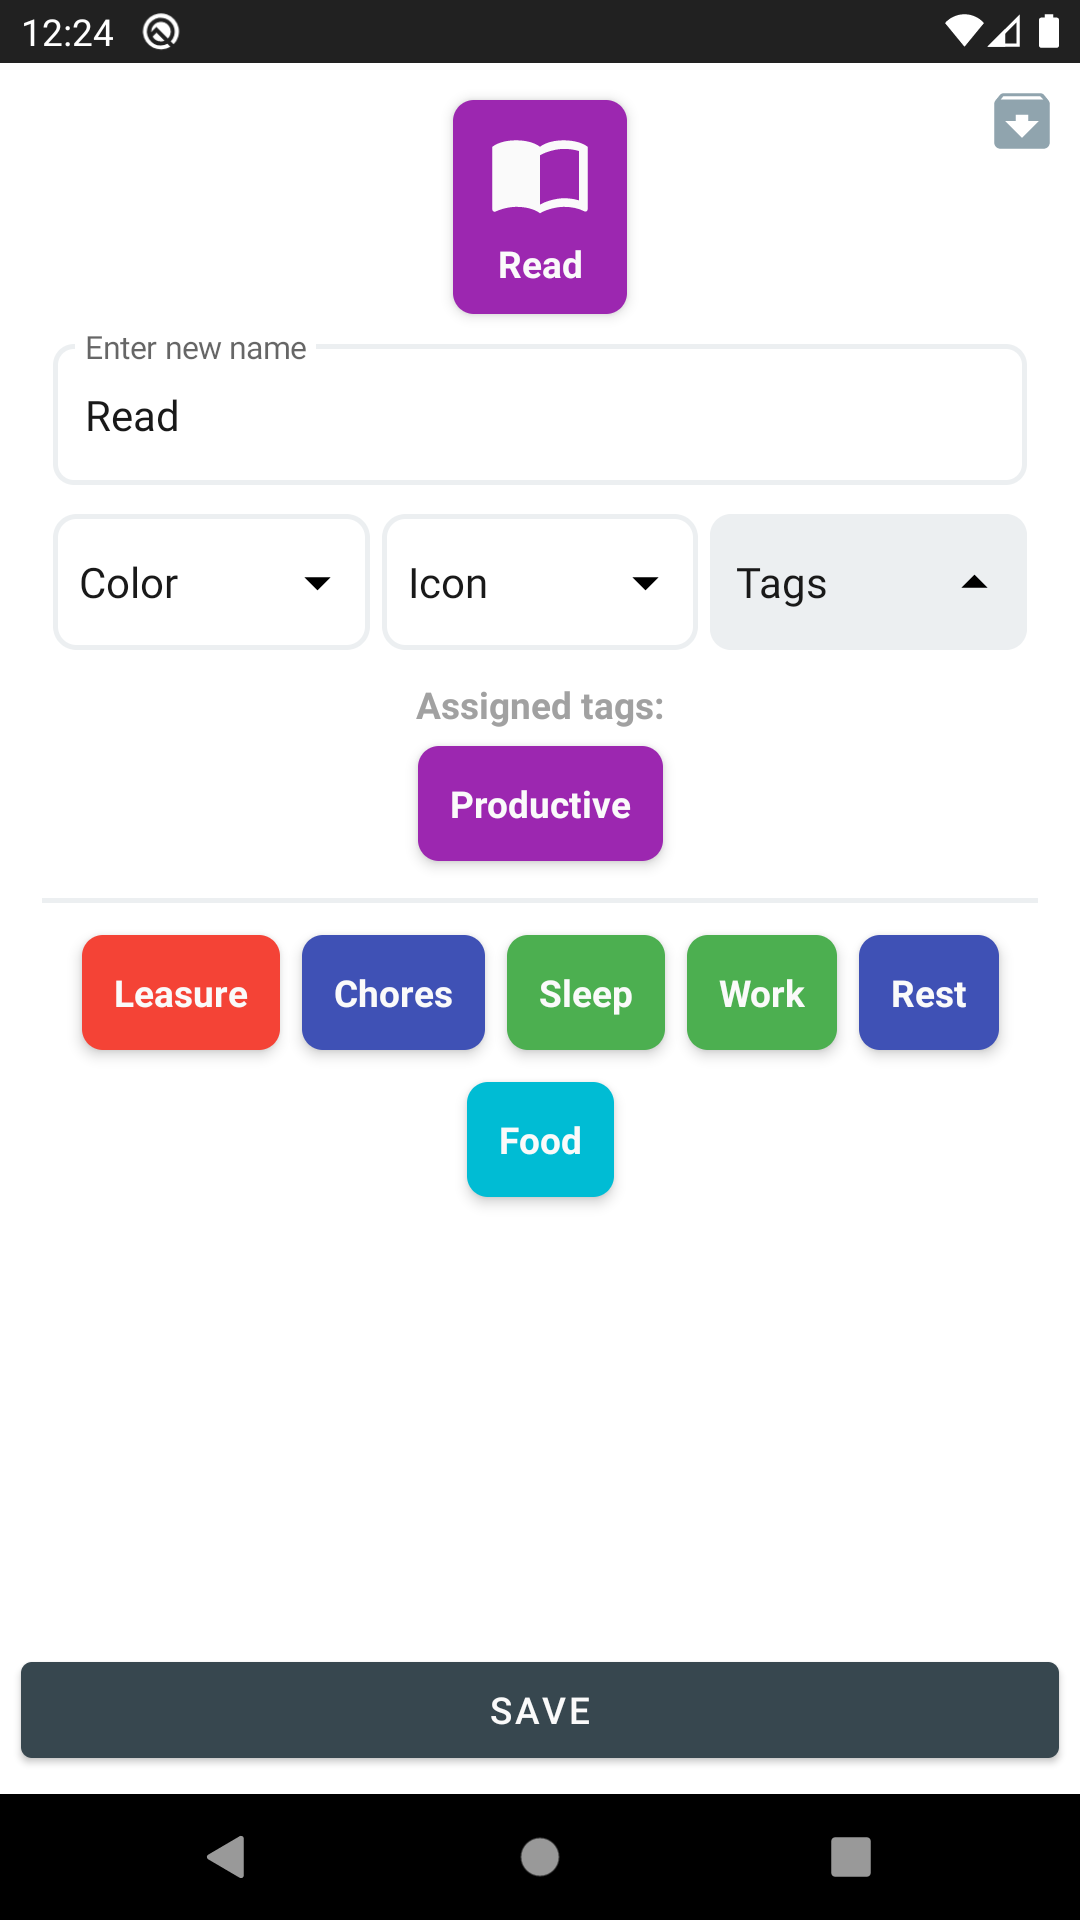 12:24
Read
Enter new name
Read
Color Icon Tags
Assigned tags:
Productive
Leasure Chores Sleep Work Rest
Food
SAVE